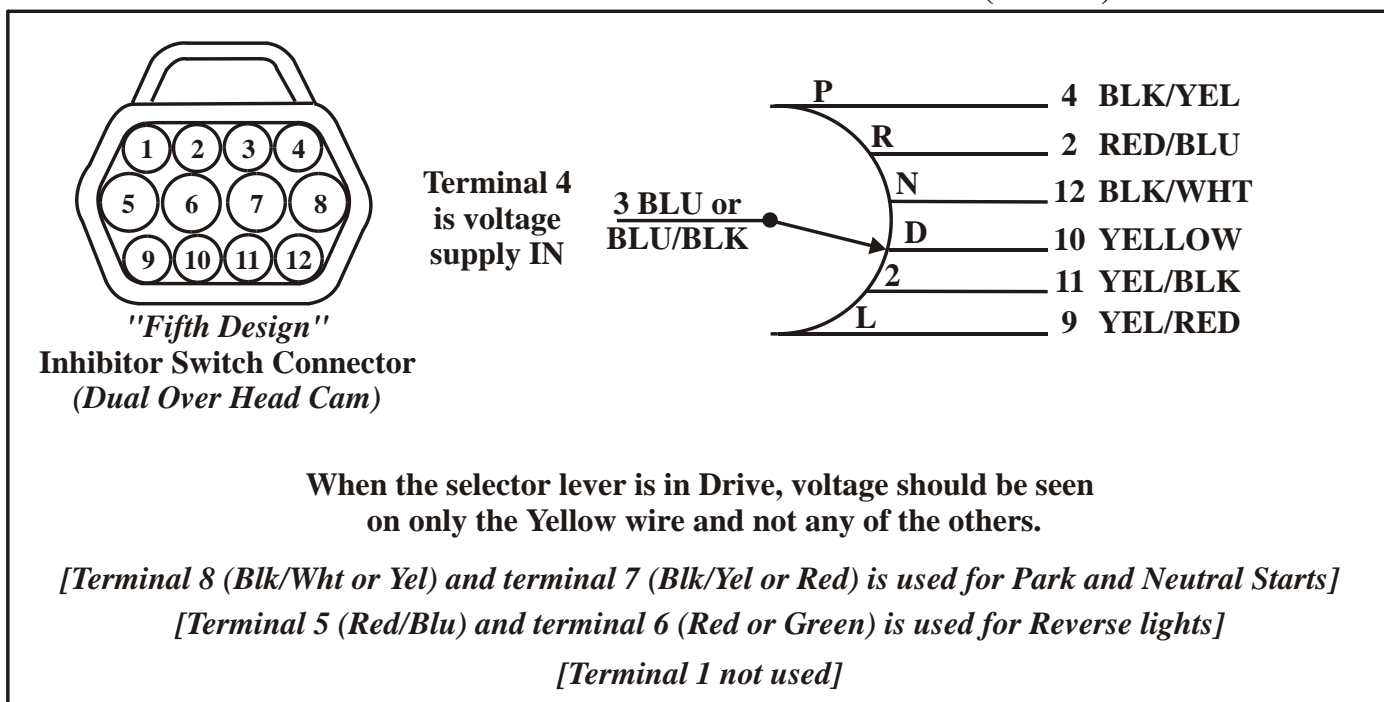 1 2 3 4
5 6 7 8
9 10 11 12
"Fifth Design"
Inhibitor Switch Connector
(Dual Over Head Cam)
Terminal 4
is voltage
supply IN
3 BLU or
BLU/BLK
P 4 BLK/YEL
R 2 RED/BLU
N 12 BLK/WHT
D 10 YELLOW
2 11 YEL/BLK
L 9 YEL/RED
When the selector lever is in Drive, voltage should be seen
on only the Yellow wire and not any of the others.
[Terminal 8 (Blk/Wht or Yel) and terminal 7 (Blk/Yel or Red) is used for Park and Neutral Starts]
[Terminal 5 (Red/Blu) and terminal 6 (Red or Green) is used for Reverse lights]
[Terminal 1 not used]